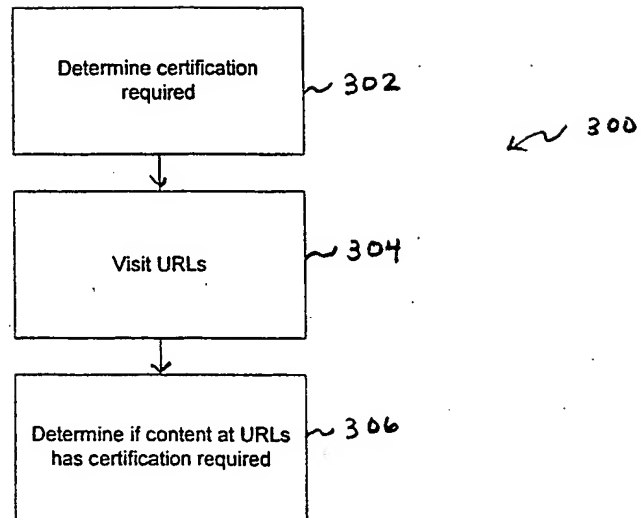 Determine certification
required
302
300
Visit URLs
304
Determine if content at URLs
has certification required
306